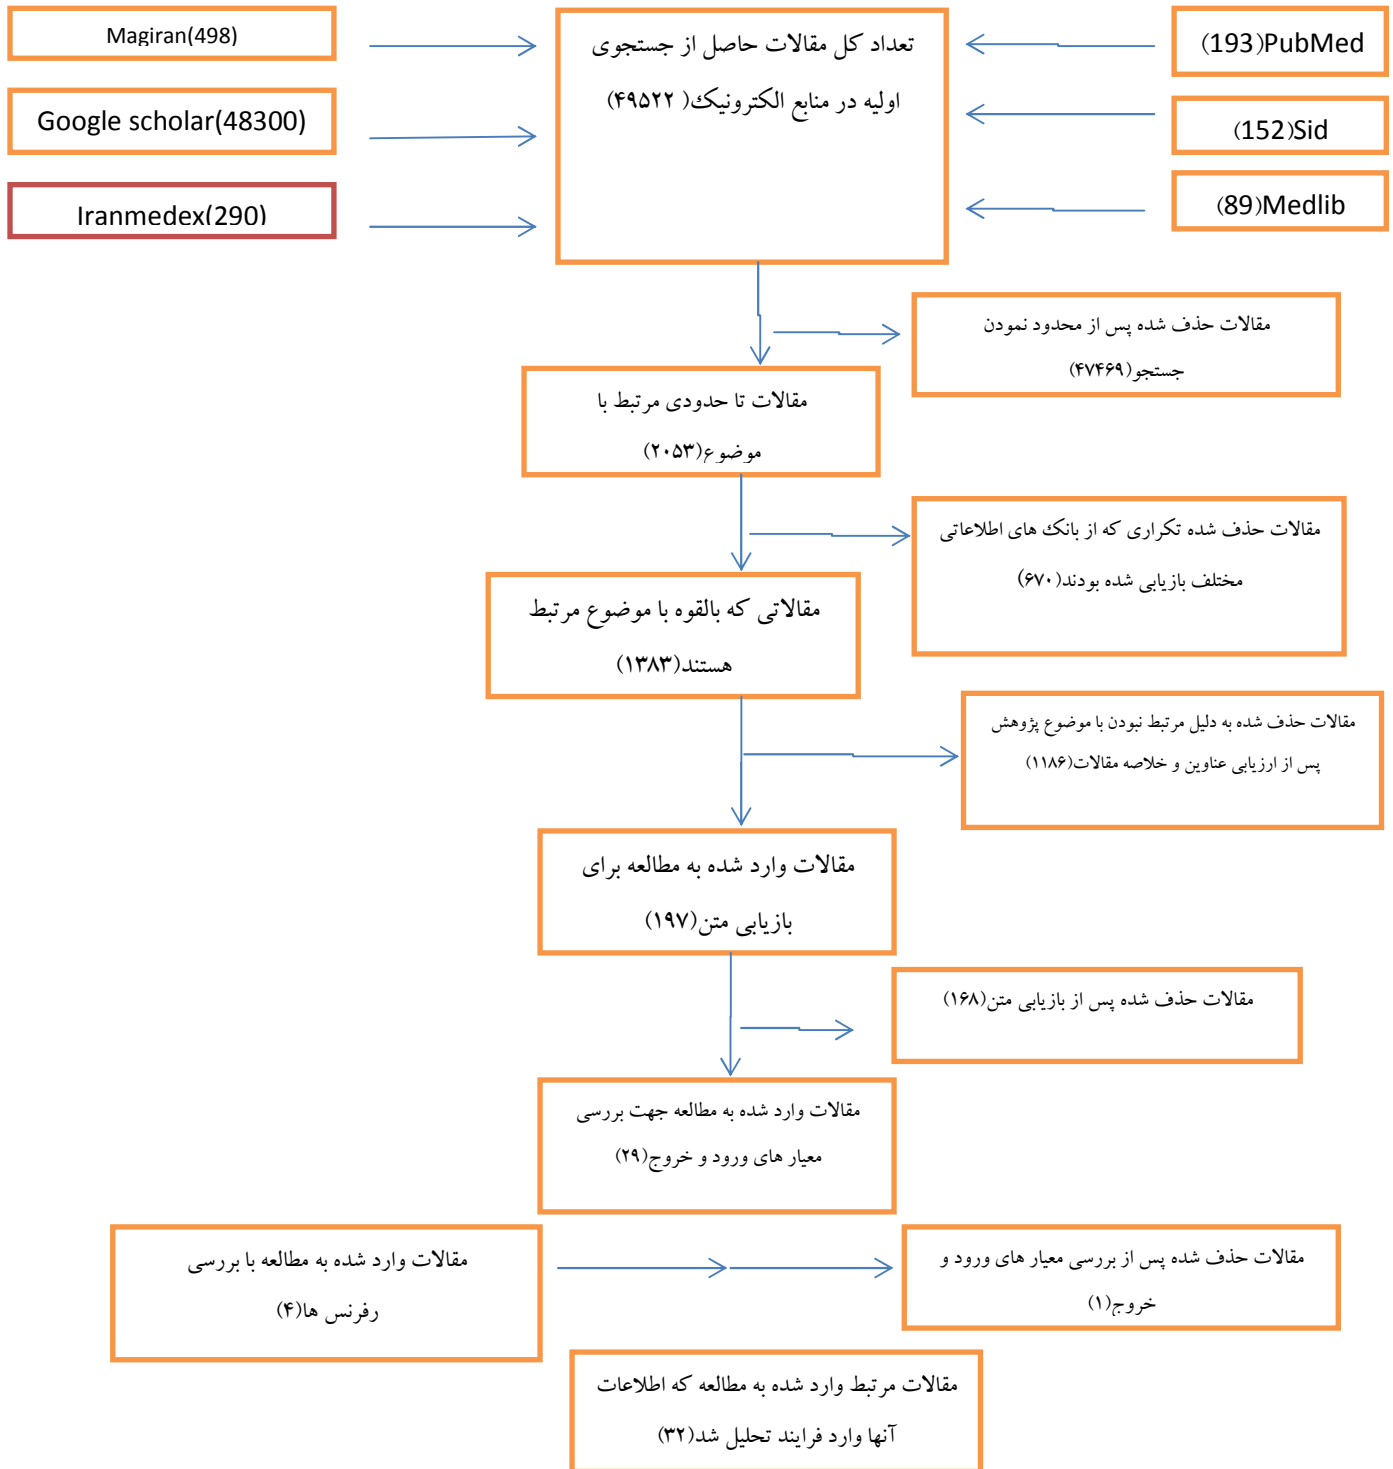 Magiran(498)
Google scholar(48300)
Iranmedex(290)
تعداد کل مقالات حاصل از جستجوی
اولیه در منابع الکترونیک( ۴۹۵۲۲)
(193)PubMed
(152)Sid
(89)Medlib
مقالات حذف شده پس از محدود نمودن
جستجو(۴۷۴۶۹)
مقالات تا حدودی مرتبط با
موضوع(۲۰۵۳)
مقالات حذف شده تکراری که از بانک های اطلاعاتی
مختلف بازیابی شده بودند(۶۷۰)
مقالاتی که بالقوه با موضوع مرتبط
هستند(۱۳۸۳)
مقالات حذف شده به دلیل مرتبط نبودن با موضوع پژوهش
پس از ارزیابی عناوین و خلاصه مقالات(۱۱۸۶)
مقالات وارد شده به مطالعه برای
بازیابی متن(۱۹۷)
مقالات حذف شده پس از بازیابی متن(۱۶۸)
مقالات وارد شده به مطالعه جهت بررسی
معیار های ورود و خروج(۲۹)
مقالات وارد شده به مطالعه با بررسی
رفرنس ها(۴)
مقالات حذف شده پس از بررسی معیار های ورود و
خروج(۱)
مقالات مرتبط وارد شده به مطالعه که اطلاعات
آنها وارد فرایند تحلیل شد(۳۲)